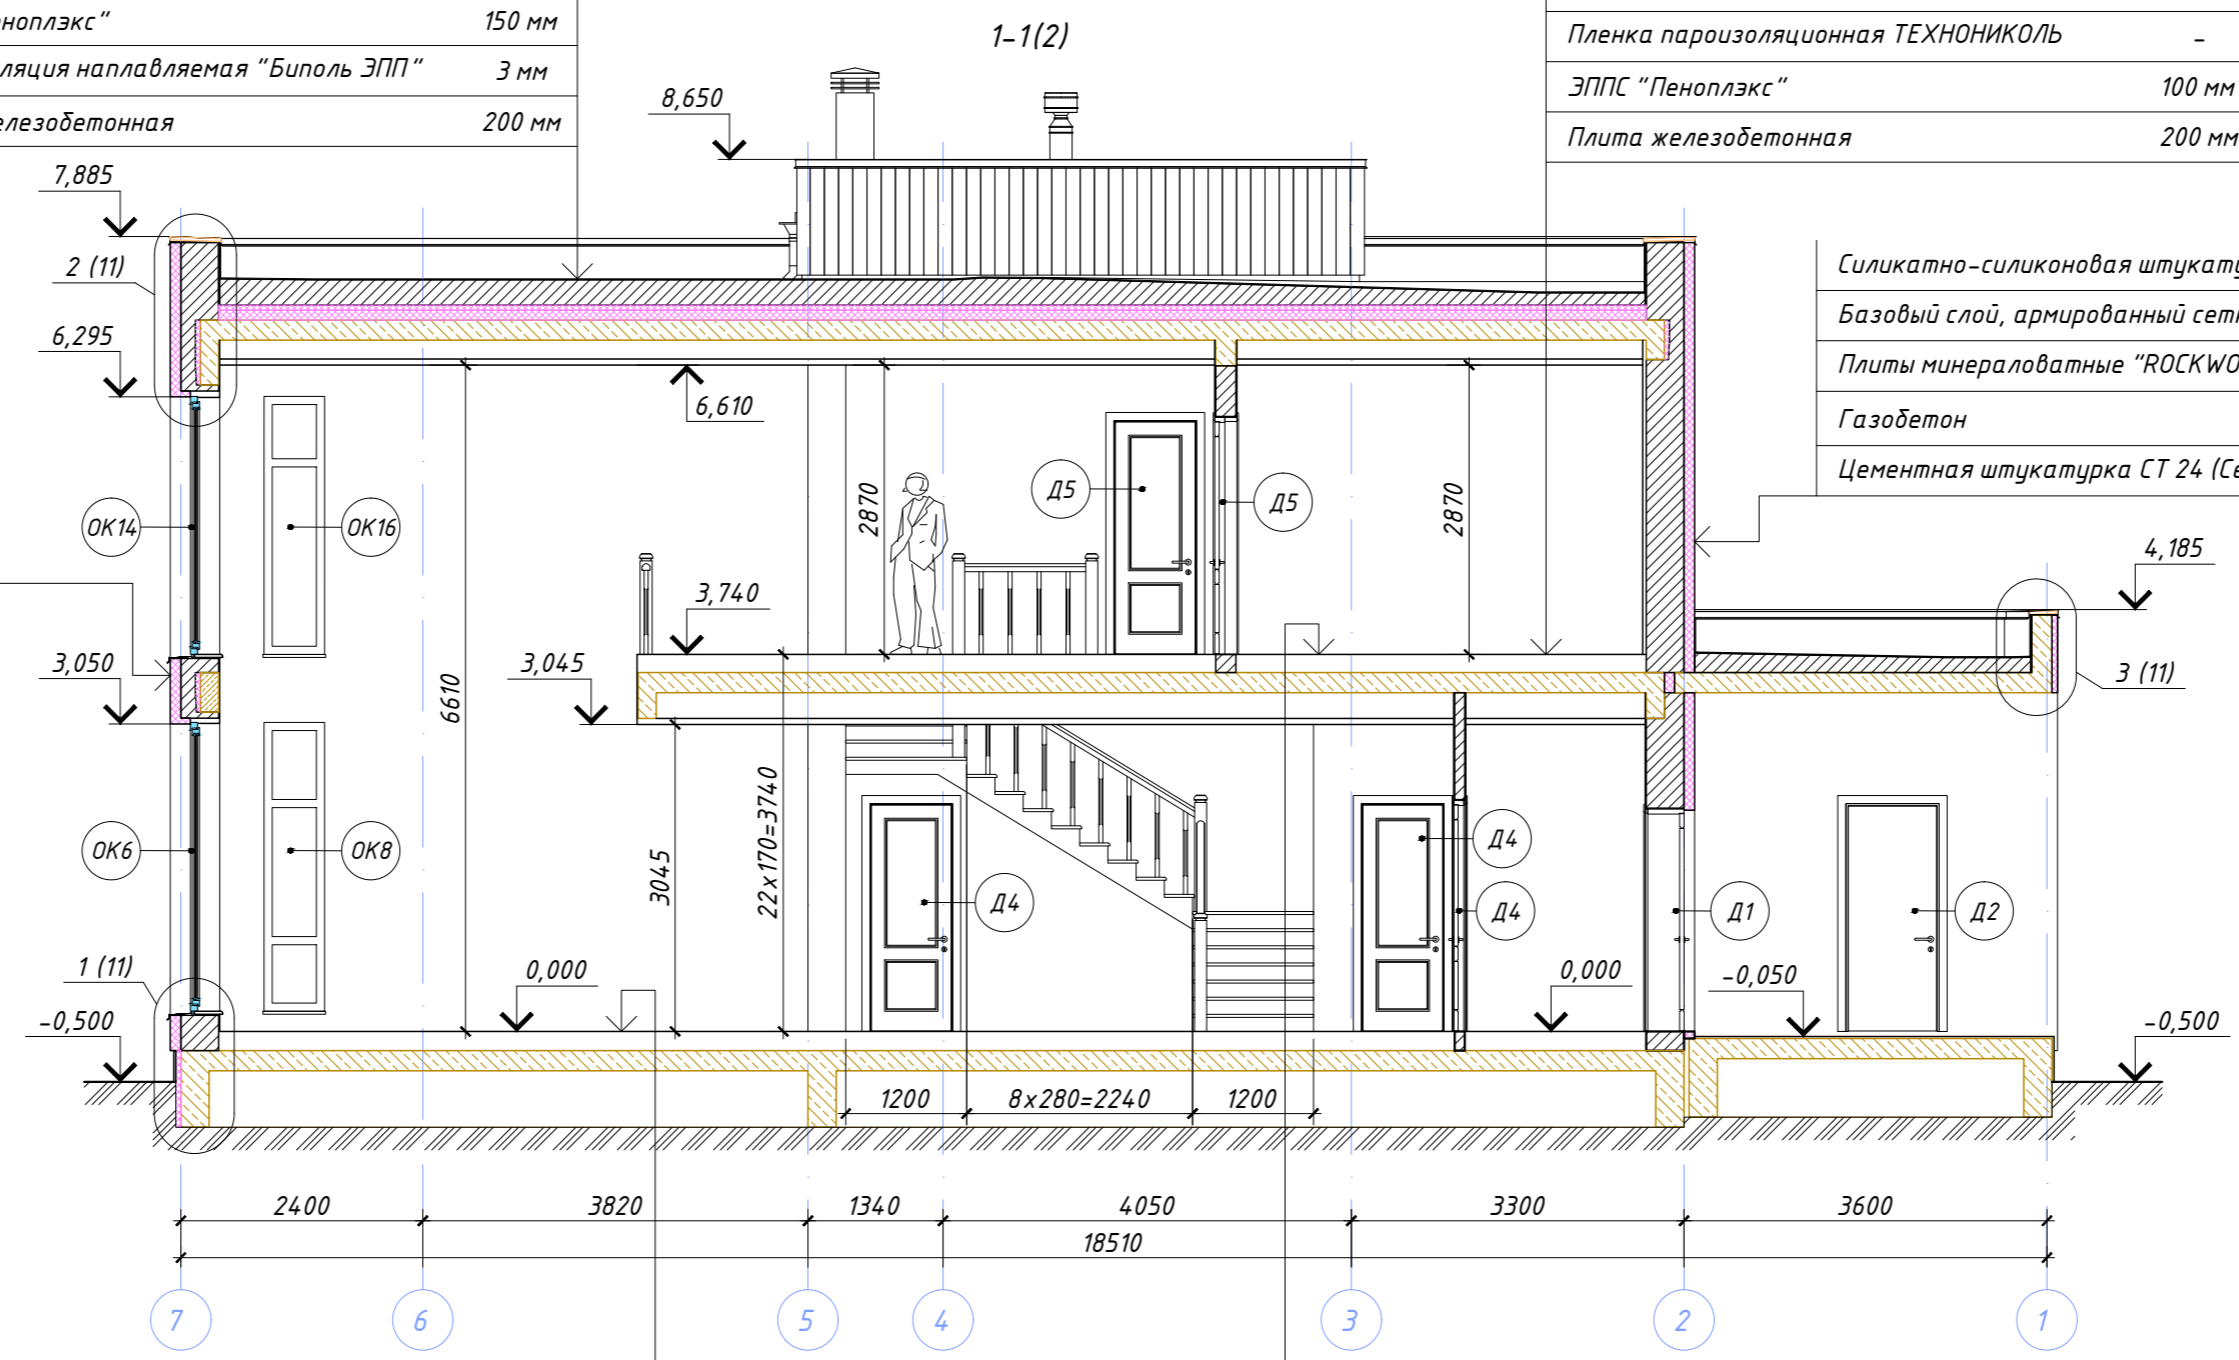 1-1(2)
ноплэкс" 150 мм
ляция наплавляемая "Биполь ЭПП" 3 мм
елезобетонная 200 мм
Пленка пароизоляционная ТЕХНОНИКОЛЬ -
ЭППС "Пеноплэкс" 100 мм
Плита железобетонная 200 мм
Силикатно-силиконовая штукату
Базовый слой, армированный сет
Плиты минераловатные "ROCKWO
Газобетон
Цементная штукатурка СТ 24 (Се
8,650
7,885
2 (11)
6,295
6,610
2870
2870
Д5
Д5
ОК14
ОК16
4,185
3,740
3,050
3,045
3 (11)
6610
3045
22х170=3740
ОК6
ОК8
Д4
Д4
Д4
Д1
Д2
1 (11)
0,000
0,000
-0,050
-0,500
-0,500
1200 8х280=2240 1200
2400 3820 1340 4050 3300 3600
18510
7 6 5 4 3 2 1